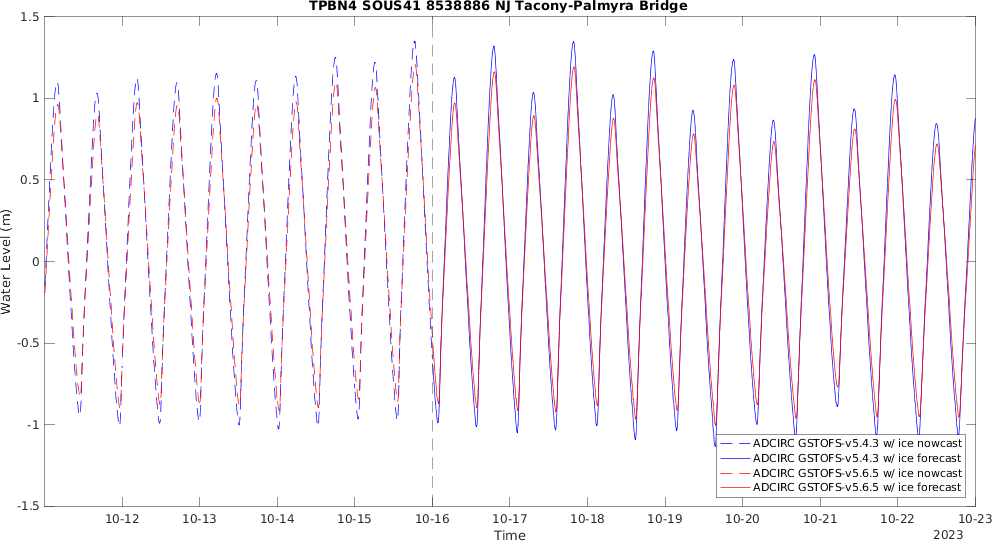 TPBN4 SOUS41 8538886 NJ Tacony-Palmyra Bridge
1.5
1
0.5
0
-0.5
-1
-1.5
Water Level (m)
ADCIRC GSTOFS-v5.4.3 w/ ice nowcast
ADCIRC GSTOFS-v5.4.3 w/ ice forecast
ADCIRC GSTOFS-v5.6.5 w/ ice nowcast
ADCIRC GSTOFS-v5.6.5 w/ ice forecast
10-12 10-13 10-14 10-15 10-16 10-17 10-18 10-19 10-20 10-21 10-22 10-23
Time
2023